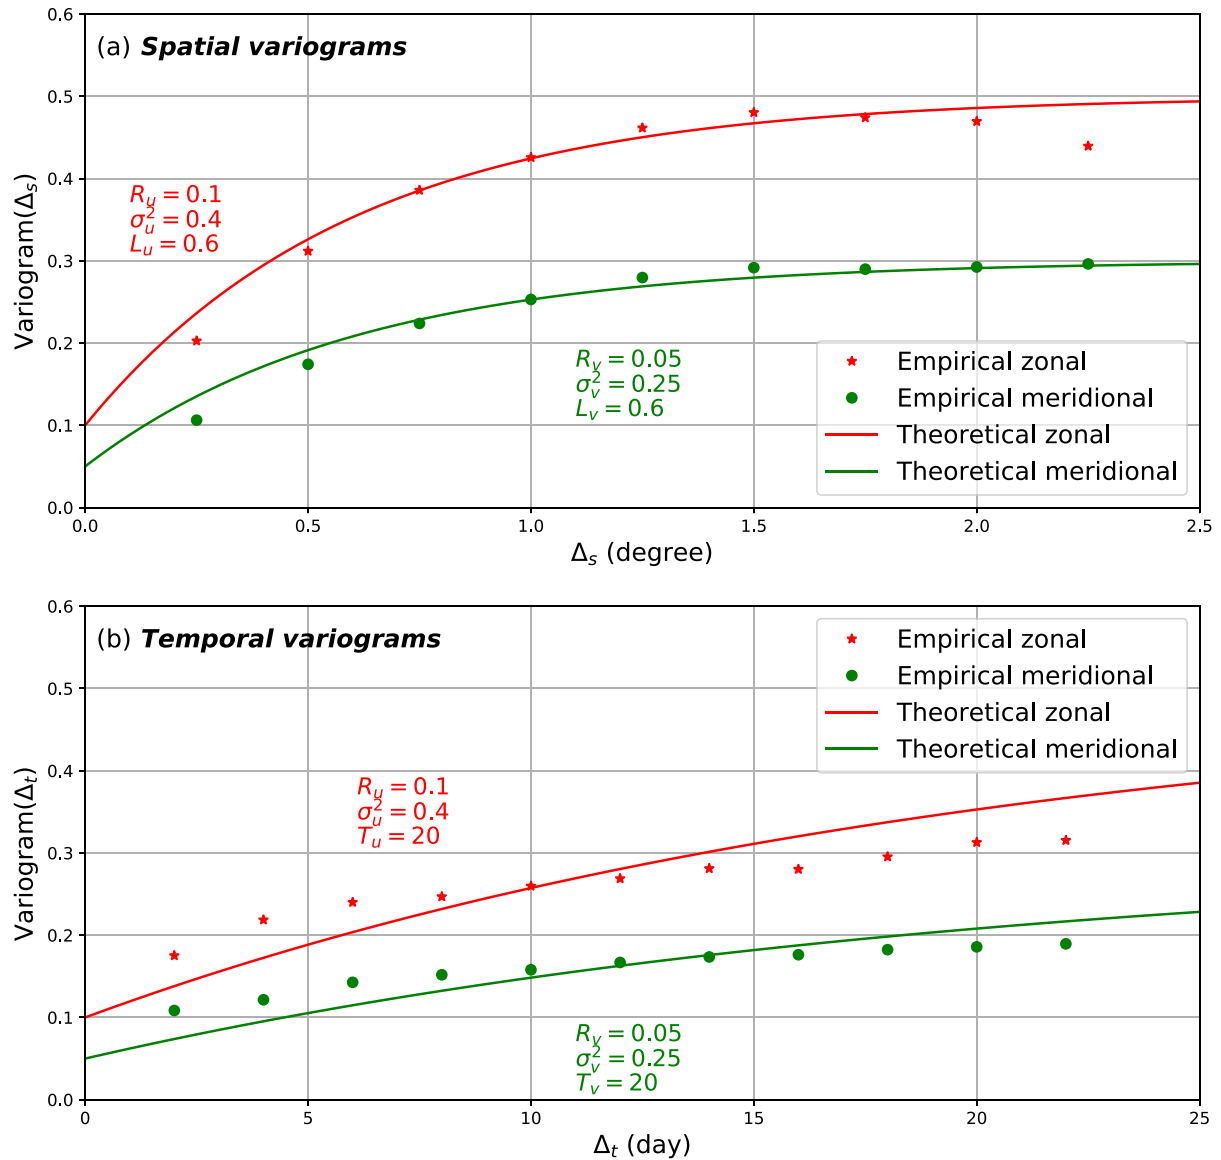 (a) Spatial variograms
0.6
0.5
0.4
0.3
0.2
0.1
0.0
Variogram(Δ_s)
R_u = 0.1
σ_u^2 = 0.4
L_u = 0.6
R_v = 0.05
σ_v^2 = 0.25
L_v = 0.6
Empirical zonal
Empirical meridional
Theoretical zonal
Theoretical meridional
0.0 0.5 1.0 1.5 2.0 2.5
Δ_s (degree)
(b) Temporal variograms
0.6
0.5
0.4
0.3
0.2
0.1
0.0
Variogram(Δ_t)
Empirical zonal
Empirical meridional
Theoretical zonal
Theoretical meridional
R_u = 0.1
σ_u^2 = 0.4
T_u = 20
R_v = 0.05
σ_v^2 = 0.25
T_v = 20
0 5 10 15 20 25
Δ_t (day)